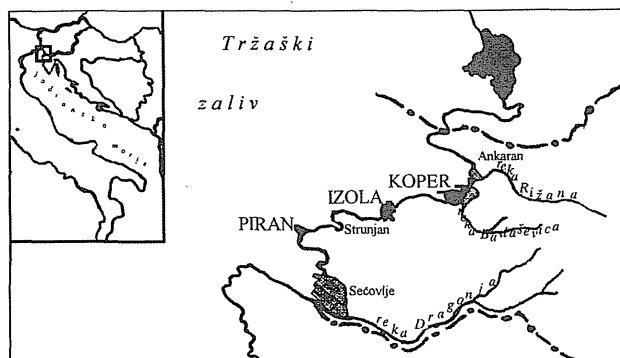 Tržaški
zaliv
Jadransko morje
Ankaran
reka Rižana
KOPER
IZOLA
reka Badaševica
Strunjan
PIRAN
Sečovlje
reka Dragonja